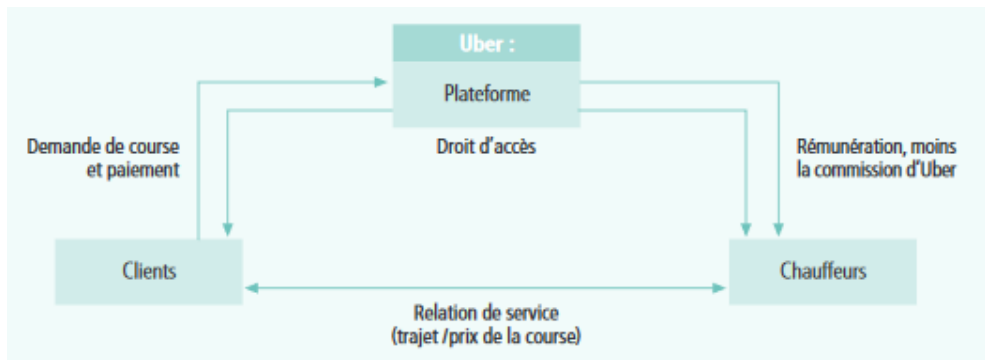 Uber :
Plateforme
Demande de course
et paiement
Droit d'accès
Rémunération, moins
la commission d'Uber
Clients
Chauffeurs
Relation de service
(trajet /prix de la course)